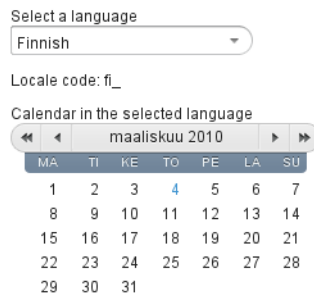 Select a language
Finnish
Locale code: fi_
Calendar in the selected language
maaliskuu 2010
MA TI KE TO PE LA SU
1 2 3 4 5 6 7
8 9 10 11 12 13 14
15 16 17 18 19 20 21
22 23 24 25 26 27 28
29 30 31